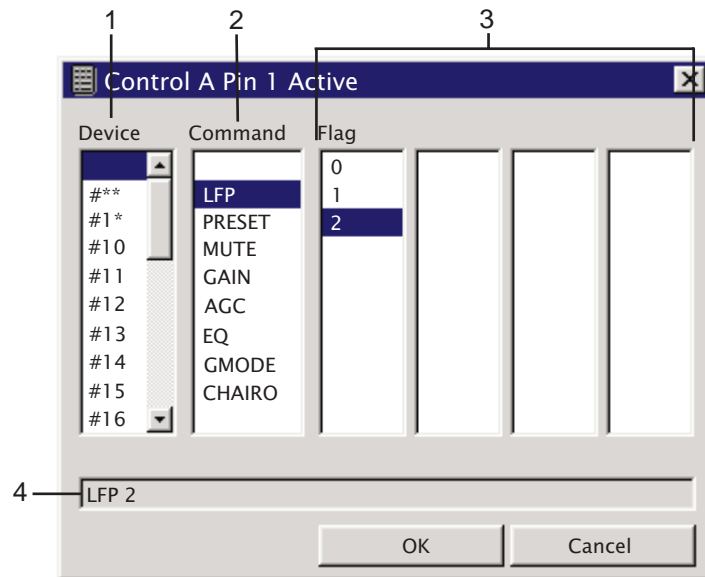 1 2 3
Control A Pin 1 Active
Device Command Flag
0
#** LFP 1
#1* PRESET 2
#10 MUTE
#11 GAIN
#12 AGC
#13 EQ
#14 GMODE
#15 CHAIRO
#16
4 LFP 2
OK Cancel